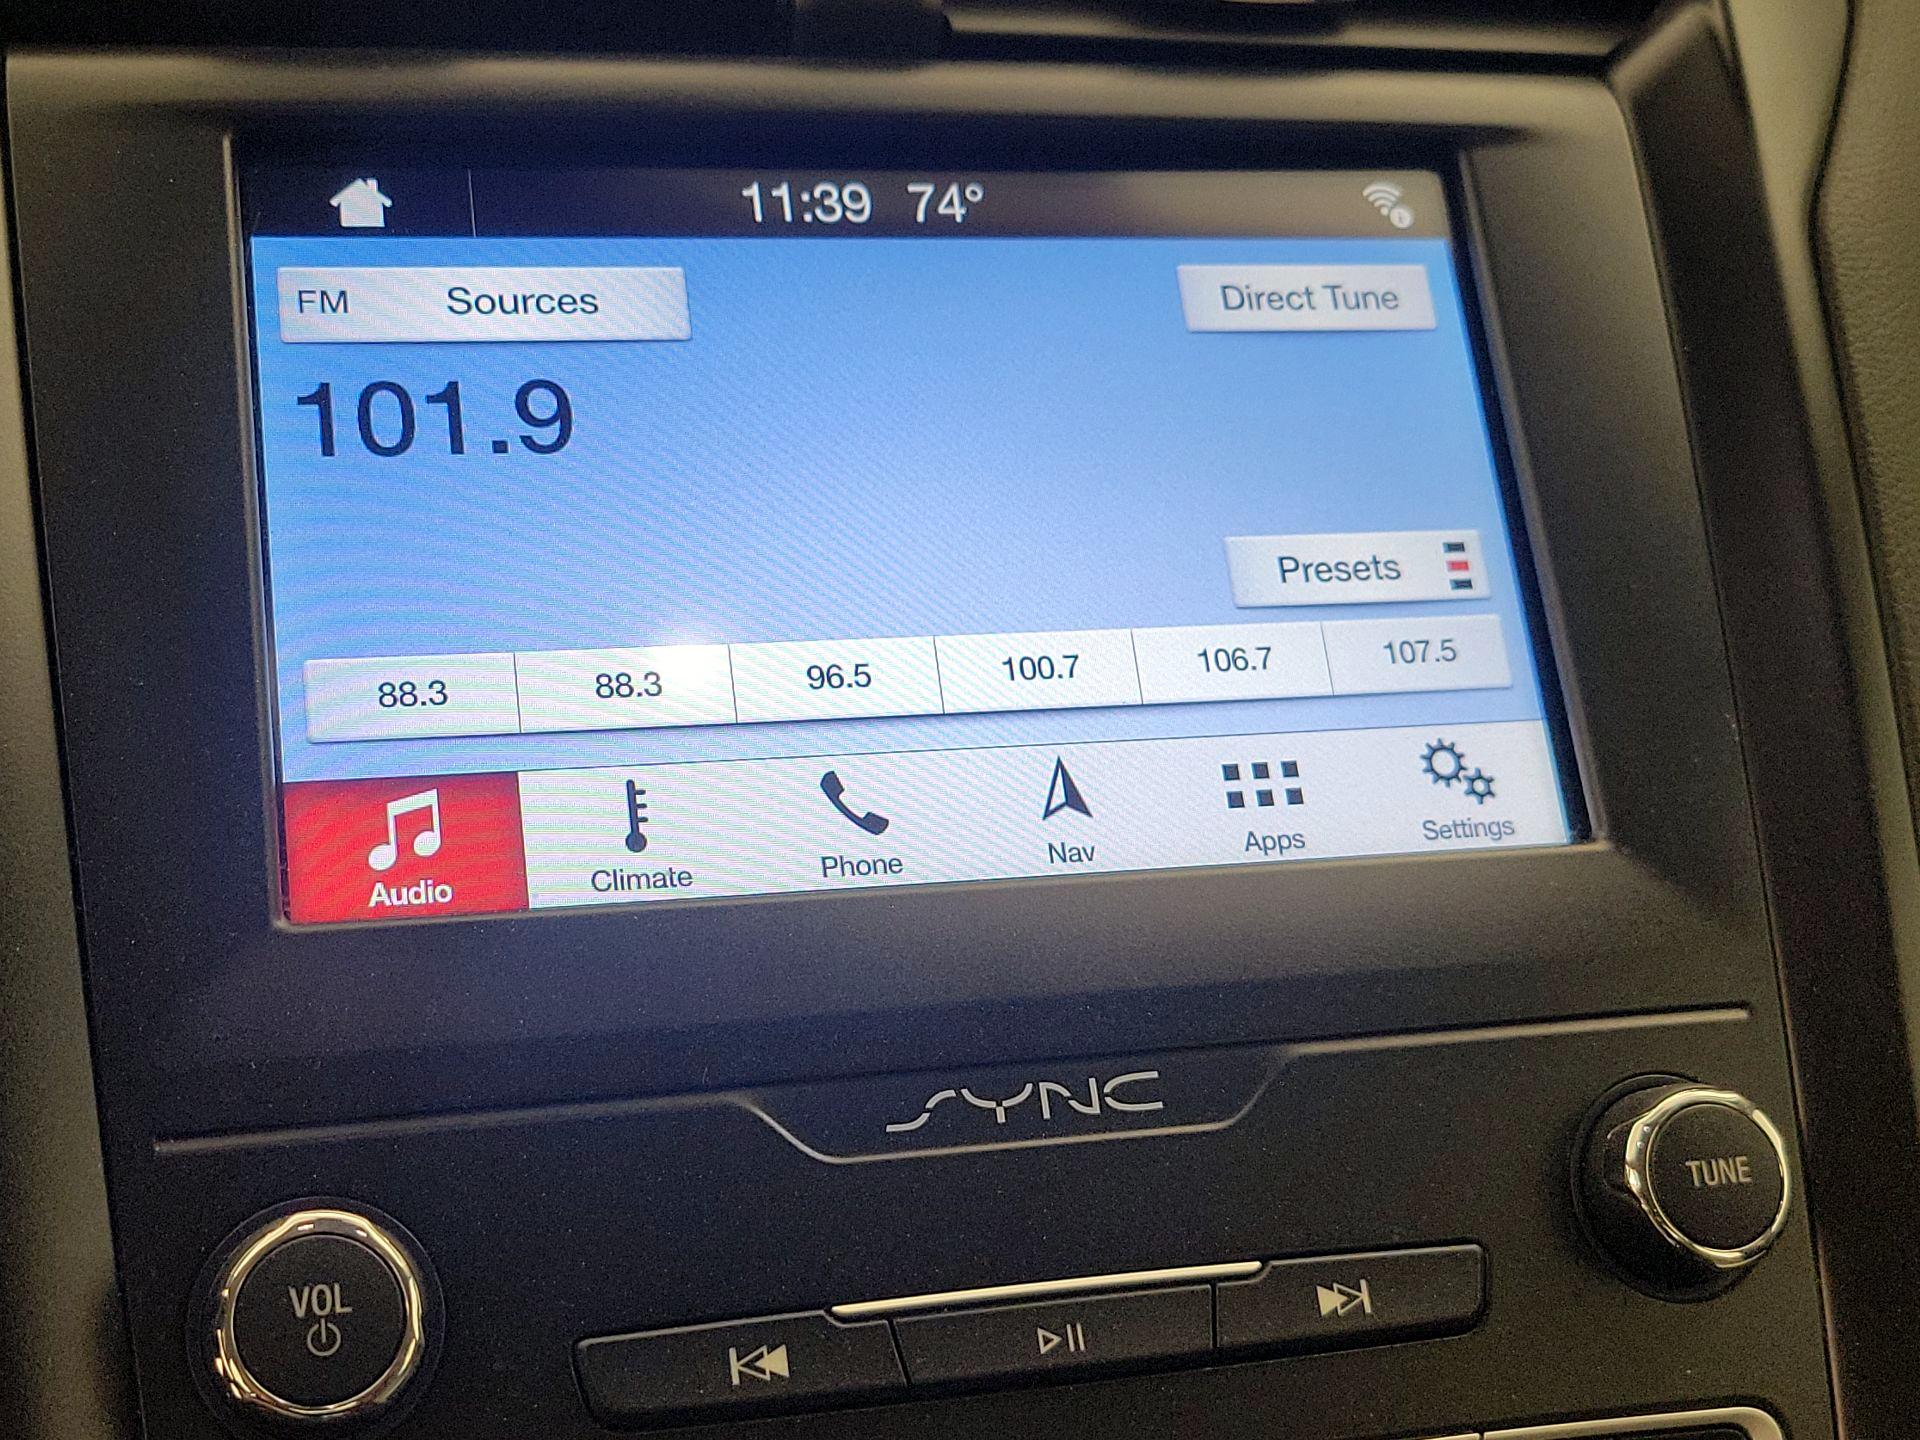 11:39 74°
FM Sources
Direct Tune
101.9
Presets
88.3 88.3 96.5 100.7 106.7 107.5
Audio Climate Phone Nav Apps Settings
SYNC
TUNE
VOL